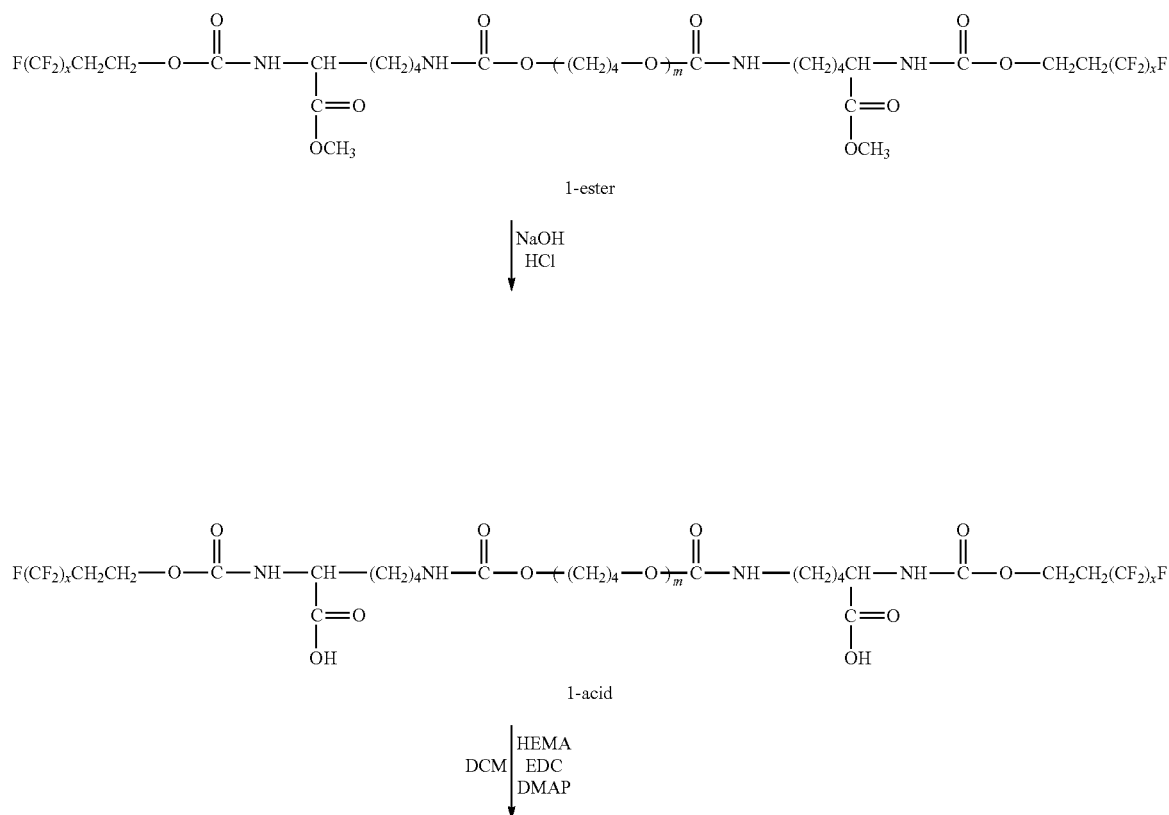 O O O O
F(CF₂)ₓCH₂CH₂—O—C—NH—CH—(CH₂)₄NH—C—O—((CH₂)₄—O)ₘ—C—NH—(CH₂)₄CH—NH—C—O—CH₂CH₂(CF₂)ₓF
C=O C=O
OCH₃ OCH₃
1-ester
NaOH
HCl
O O O O
F(CF₂)ₓCH₂CH₂—O—C—NH—CH—(CH₂)₄NH—C—O—((CH₂)₄—O)ₘ—C—NH—(CH₂)₄CH—NH—C—O—CH₂CH₂(CF₂)ₓF
C=O C=O
OH OH
1-acid
HEMA
DCM EDC
DMAP